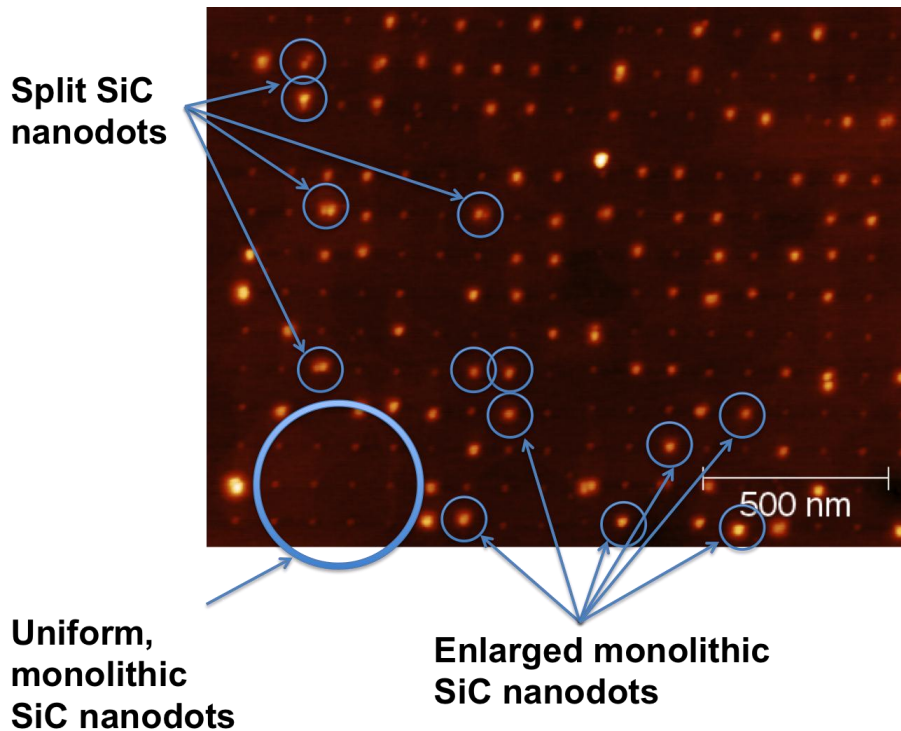 Split SiC
nanodots
500 nm
Uniform,
monolithic
SiC nanodots
Enlarged monolithic
SiC nanodots